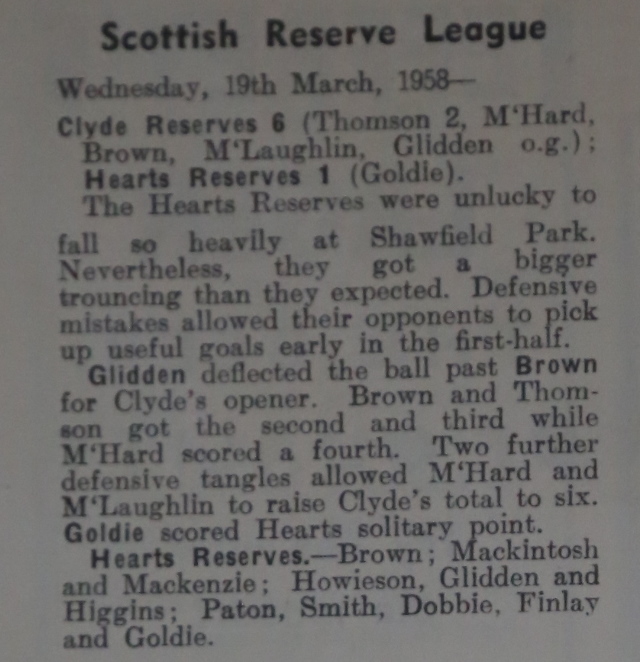 Scottish Reserve League
Wednesday, 19th March, 1958—
Clyde Reserves 6 (Thomson 2, M‘Hard,
Brown, M‘Laughlin, Glidden o.g.);
Hearts Reserves 1 (Goldie).
The Hearts Reserves were unlucky to
fall so heavily at Shawfield Park.
Nevertheless, they got a bigger
trouncing than they expected. Defensive
mistakes allowed their opponents to pick
up useful goals early in the first-half.
Glidden deflected the ball past Brown
for Clyde's opener. Brown and Thom-
son got the second and third while
M‘Hard scored a fourth. Two further
defensive tangles allowed M‘Hard and
M‘Laughlin to raise Clyde's total to six.
Goldie scored Hearts solitary point.
Hearts Reserves.—Brown; Mackintosh
and Mackenzie; Howieson, Glidden and
Higgins; Paton, Smith, Dobbie, Finlay
and Goldie.